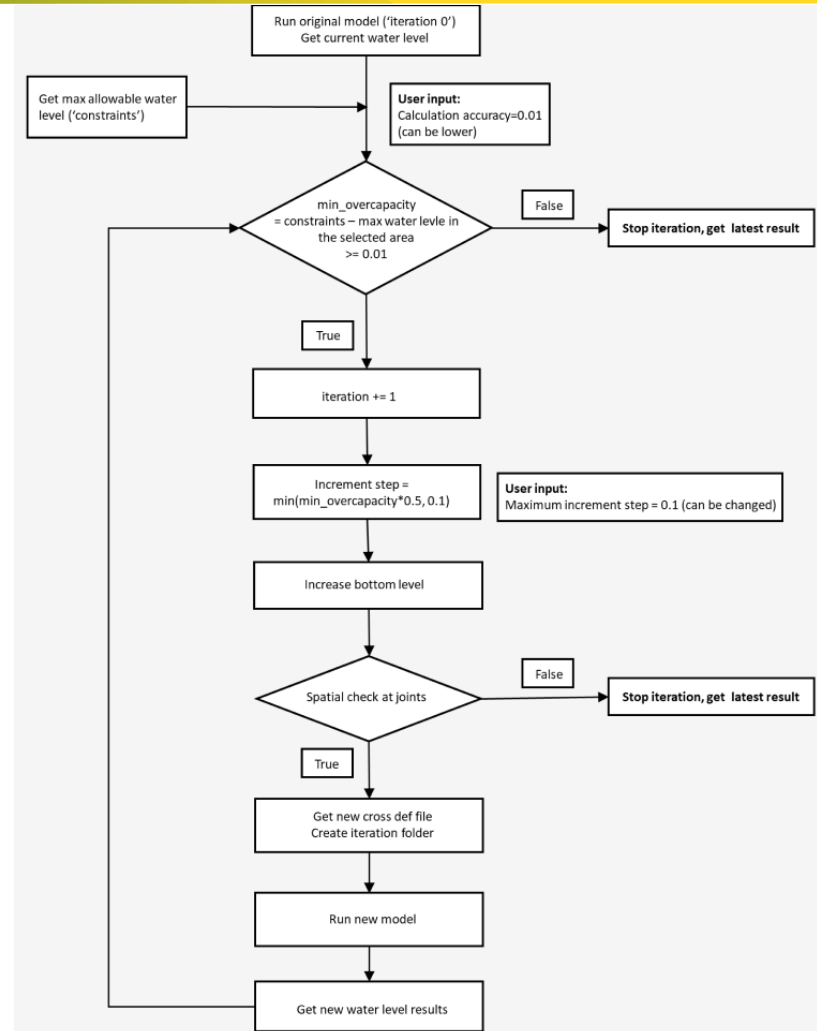 Run original model ('iteration 0')
Get current water level
Get max allowable water
level ('constraints')
User input:
Calculation accuracy=0.01
(can be lower)
min_overcapacity
= constraints – max water levle in
the selected area
>= 0.01
False
Stop iteration, get latest result
True
iteration += 1
Increment step =
min(min_overcapacity*0.5, 0.1)
User input:
Maximum increment step = 0.1 (can be changed)
Increase bottom level
Spatial check at joints
False
Stop iteration, get latest result
True
Get new cross def file
Create iteration folder
Run new model
Get new water level results